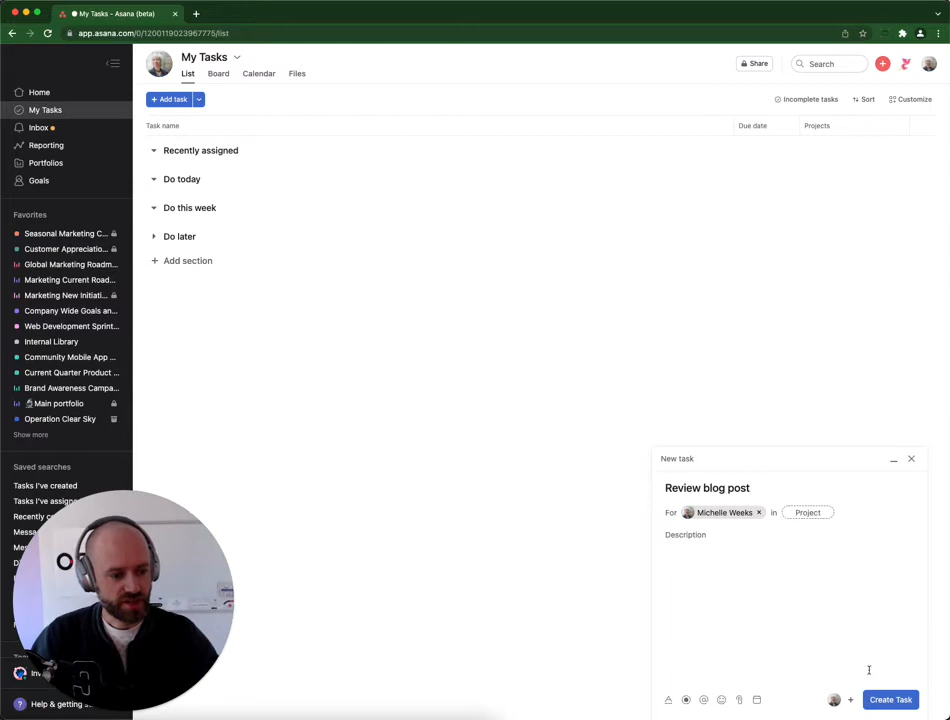 My Tasks - Asana (beta)
app.asana.com/0/1200119023967775/list
My Tasks
List
Board
Calendar
Files
Share
Search
Home
My Tasks
Inbox
Reporting
Portfolios
Goals
+ Add task
Incomplete tasks
Sort
Customize
Task name
Due date
Projects
Recently assigned
Do today
Do this week
Do later
+ Add section
Favorites
Seasonal Marketing C...
Customer Appreciatio...
Global Marketing Roadm...
Marketing Current Road...
Marketing New Initiati...
Company Wide Goals an...
Web Development Sprint...
Internal Library
Community Mobile App ...
Current Quarter Product ...
Brand Awareness Campa...
Main portfolio
Operation Clear Sky
Show more
Saved searches
Tasks I've created
Tasks I've assign
Recently c
Messa
Mes
Inv
? Help & getting s
New task
Review blog post
For Michelle Weeks × in Project
Description
Create Task